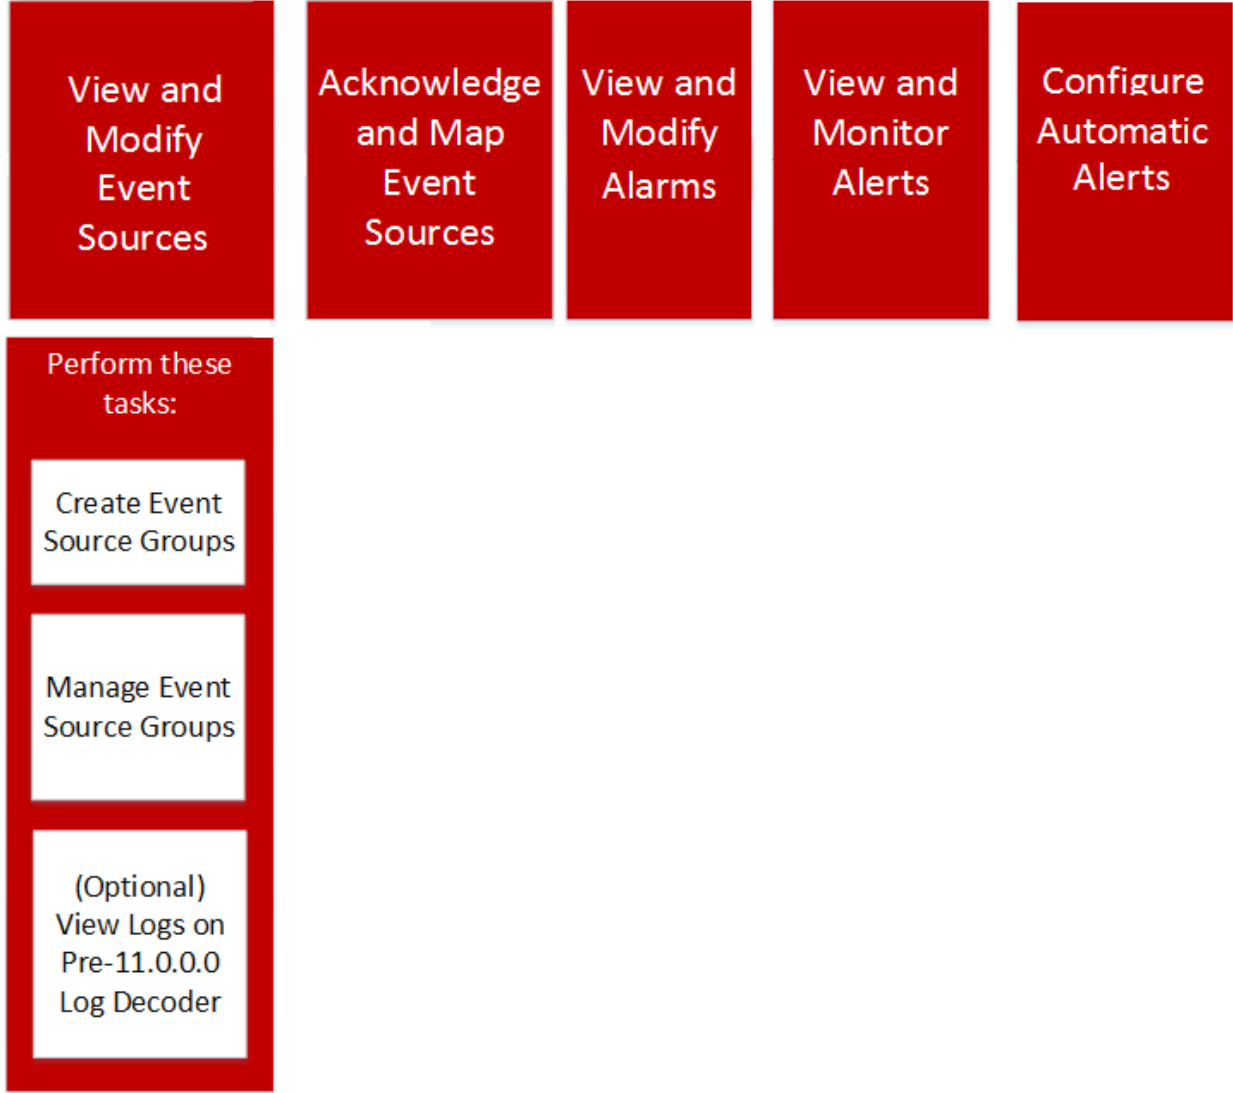 View and
Modify
Event
Sources
Acknowledge
and Map
Event
Sources
View and
Modify
Alarms
View and
Monitor
Alerts
Configure
Automatic
Alerts
Perform these
tasks:
Create Event
Source Groups
Manage Event
Source Groups
(Optional)
View Logs on
Pre-11.0.0.0
Log Decoder